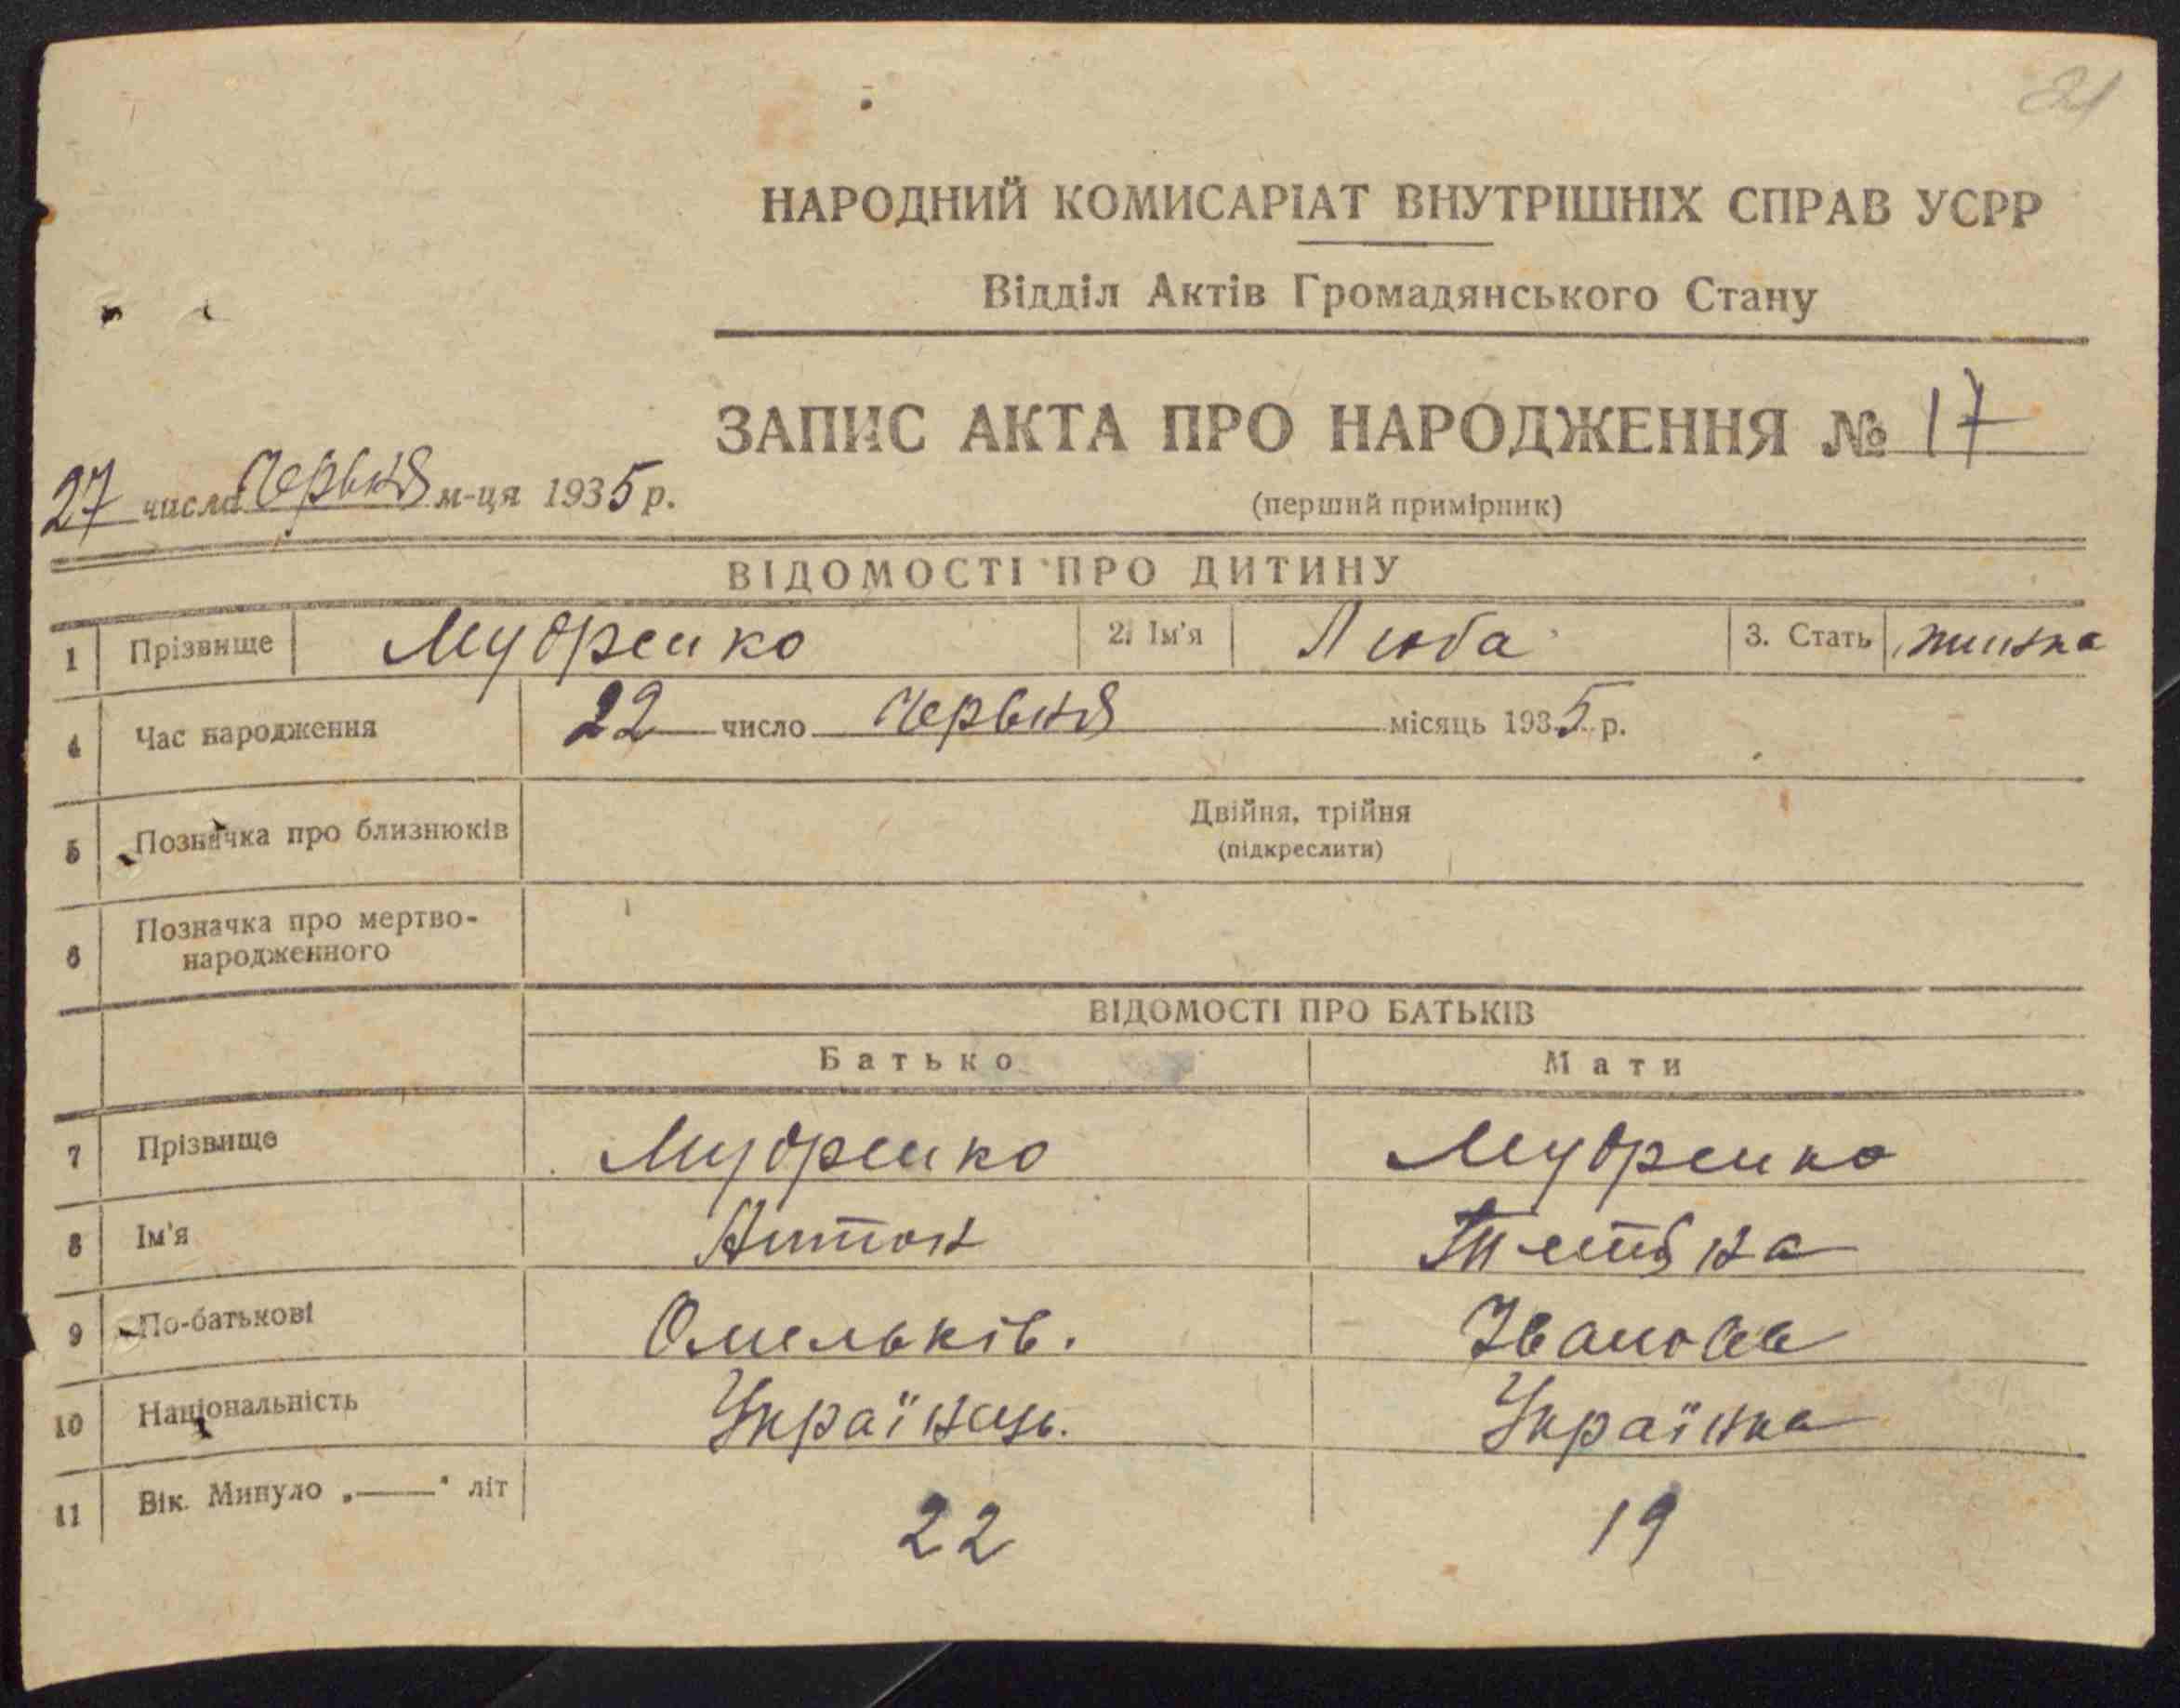 21
НАРОДНИЙ КОМИСАРІАТ ВНУТРІШНІХ СПРАВ УСРР
Відділ Актів Громадянського Стану
ЗАПИС АКТА ПРО НАРОДЖЕННЯ № 17
27 числа Червня м-ця 1935 р.
(перший примірник)
ВІДОМОСТІ ПРО ДИТИНУ
1 Прізвище Мудренко 2. Ім'я Люба 3. Стать жинка
4 Час народження 22 число Червня місяць 1935 р.
Двійня, трійня
5 Позначка про близнюків
(підкреслити)
6 Позначка про мертво-
народженного
ВІДОМОСТІ ПРО БАТЬКІВ
Батько Мати
7 Прізвище Мудренко Мудренко
8 Ім'я Антон Тетяна
9 По-батькові Омельків. Іванова
10 Національність Українець. Українка
11 Вік. Минуло „——" літ 22 19